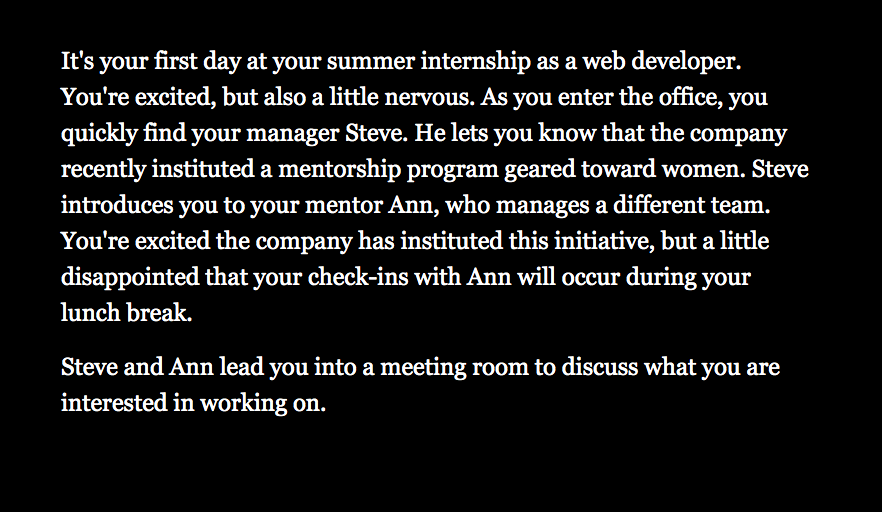 It's your first day at your summer internship as a web developer.
You're excited, but also a little nervous. As you enter the office, you
quickly find your manager Steve. He lets you know that the company
recently instituted a mentorship program geared toward women. Steve
introduces you to your mentor Ann, who manages a different team.
You're excited the company has instituted this initiative, but a little
disappointed that your check-ins with Ann will occur during your
lunch break.
Steve and Ann lead you into a meeting room to discuss what you are
interested in working on.